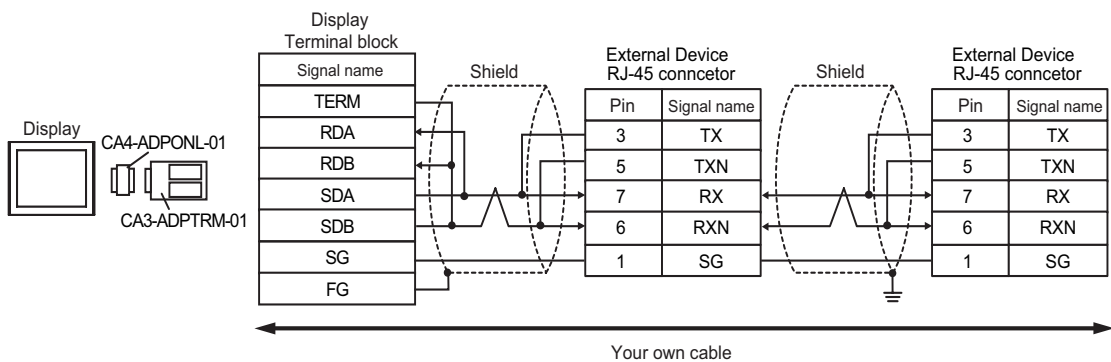 Display
CA4-ADPONL-01
CA3-ADPTRM-01
Display
Terminal block
Signal name
TERM
RDA
RDB
SDA
SDB
SG
FG
Shield
External Device
RJ-45 conncetor
Pin Signal name
3 TX
5 TXN
7 RX
6 RXN
1 SG
Shield
External Device
RJ-45 conncetor
Pin Signal name
3 TX
5 TXN
7 RX
6 RXN
1 SG
Your own cable